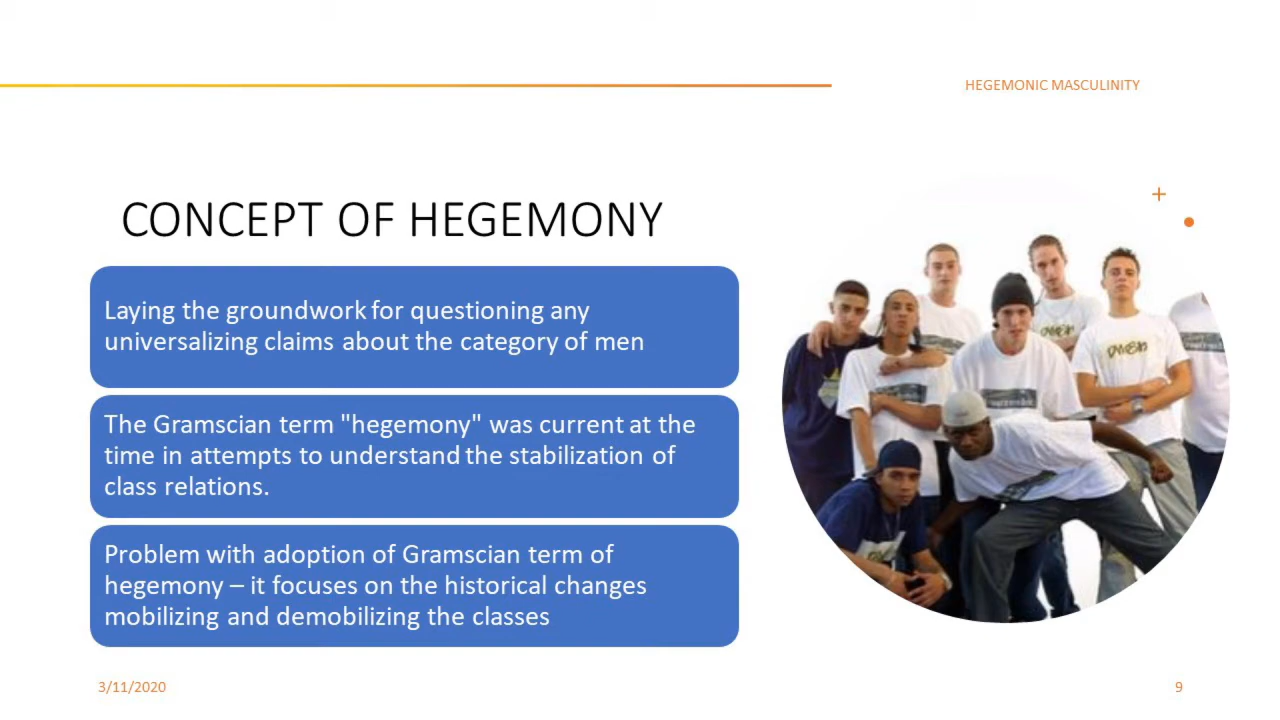 HEGEMONIC MASCULINITY
CONCEPT OF HEGEMONY
Laying the groundwork for questioning any
universalizing claims about the category of men
The Gramscian term "hegemony" was current at the
time in attempts to understand the stabilization of
class relations.
Problem with adoption of Gramscian term of
hegemony – it focuses on the historical changes
mobilizing and demobilizing the classes
3/11/2020
9